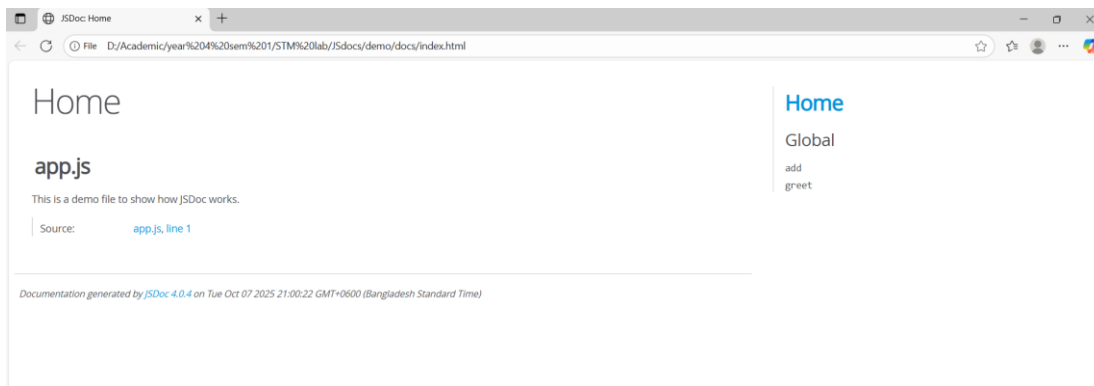 JSDoc: Home
File D:/Academic/year%204%20sem%201/STM%20lab/JSdocs/demo/docs/index.html
Home
app.js
This is a demo file to show how JSDoc works.
Source: app.js, line 1
Documentation generated by JSDoc 4.0.4 on Tue Oct 07 2025 21:00:22 GMT+0600 (Bangladesh Standard Time)
Home
Global
add
greet